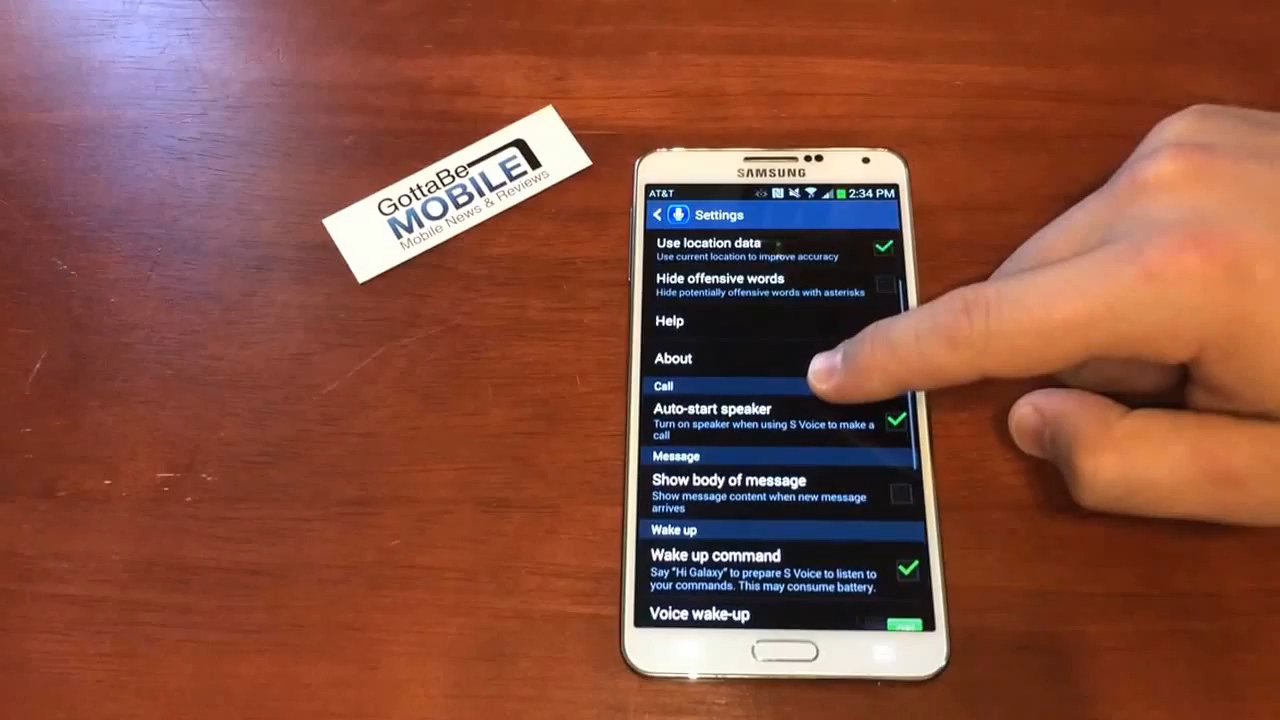 GottaBe
MOBILE
Mobile News & Reviews
SAMSUNG
AT&T 2:34 PM
Settings
Use location data
Use current location to improve accuracy
Hide offensive words
Hide potentially offensive words with asterisks
Help
About
Call
Auto-start speaker
Turn on speaker when using S Voice to make a
call
Message
Show body of message
Show message content when new message
arrives
Wake up
Wake up command
Say "Hi Galaxy" to prepare S Voice to listen to
your commands. This may consume battery.
Voice wake-up